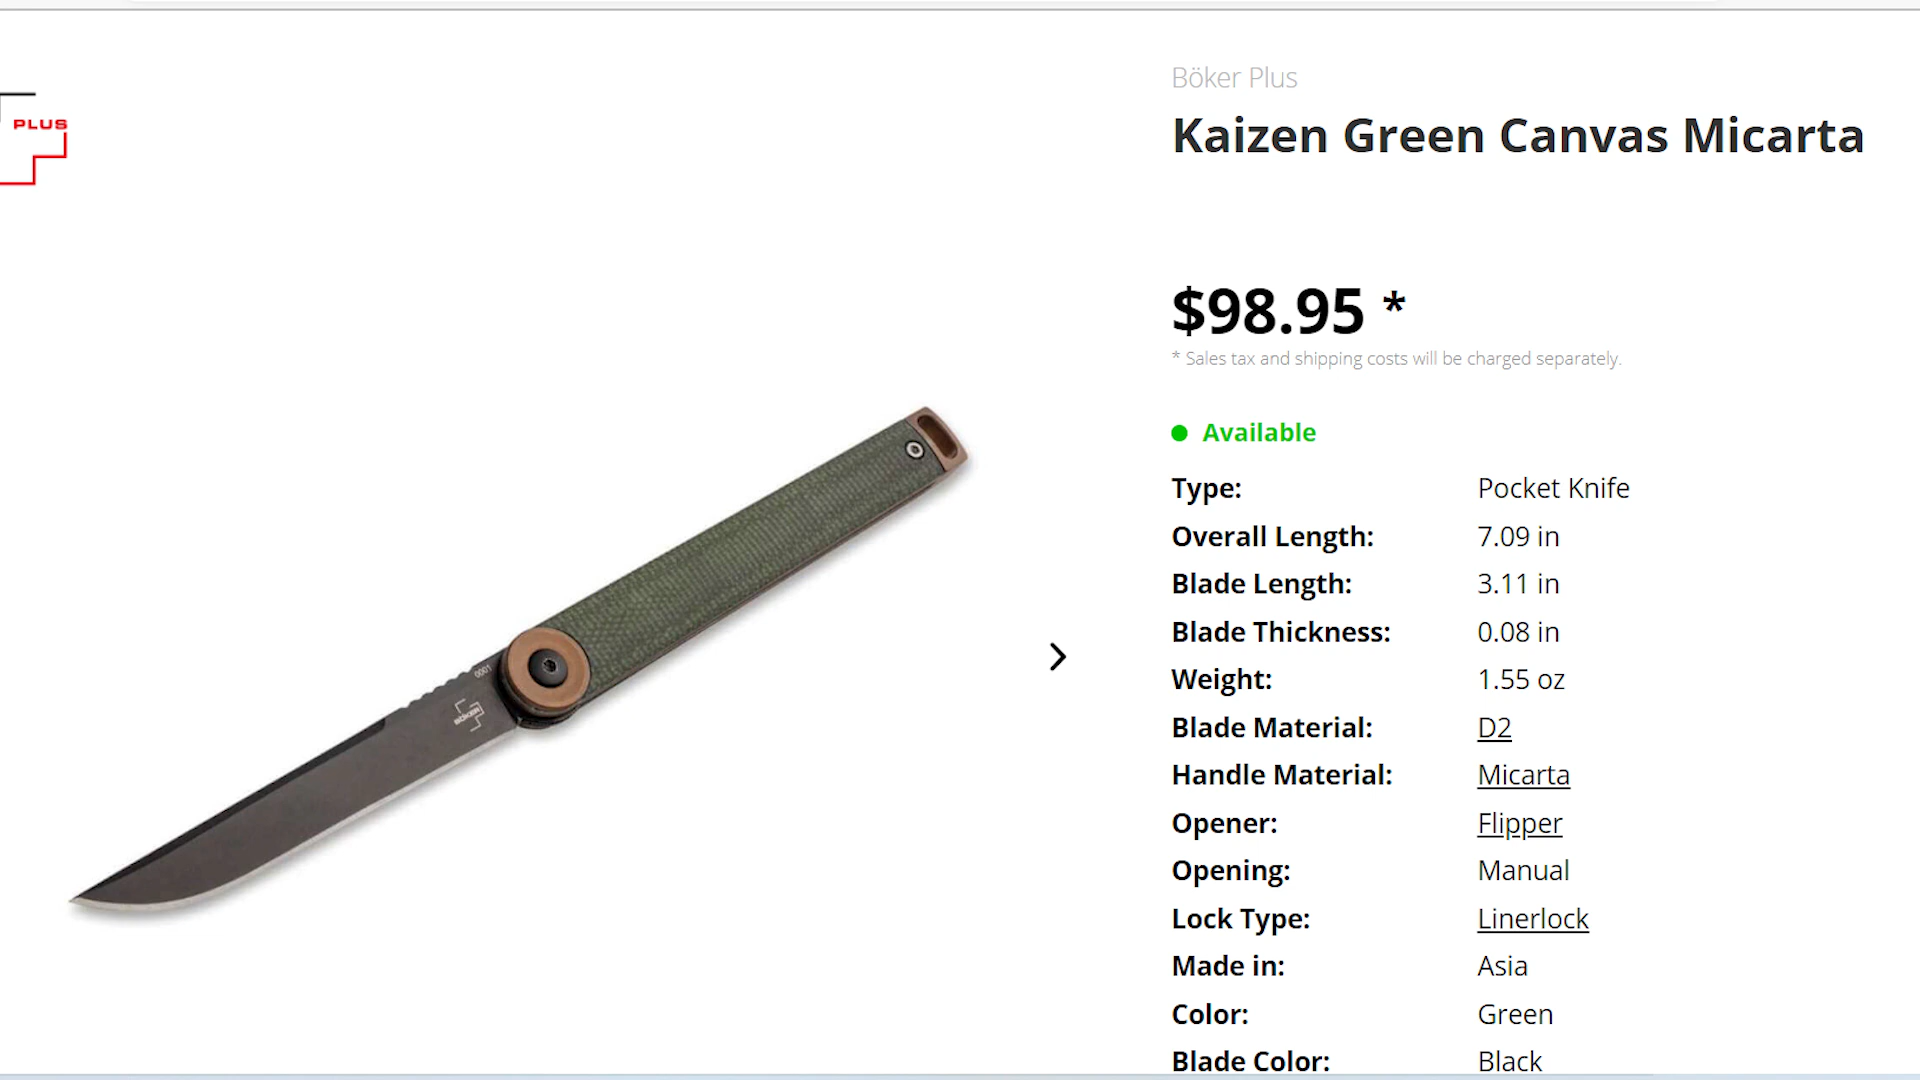 PLUS
Böker Plus
Kaizen Green Canvas Micarta
$98.95 *
* Sales tax and shipping costs will be charged separately.
Available
Type: Pocket Knife
Overall Length: 7.09 in
Blade Length: 3.11 in
Blade Thickness: 0.08 in
Weight: 1.55 oz
Blade Material: D2
Handle Material: Micarta
Opener: Flipper
Opening: Manual
Lock Type: Linerlock
Made in: Asia
Color: Green
Blade Color: Black
0001
BÖKER